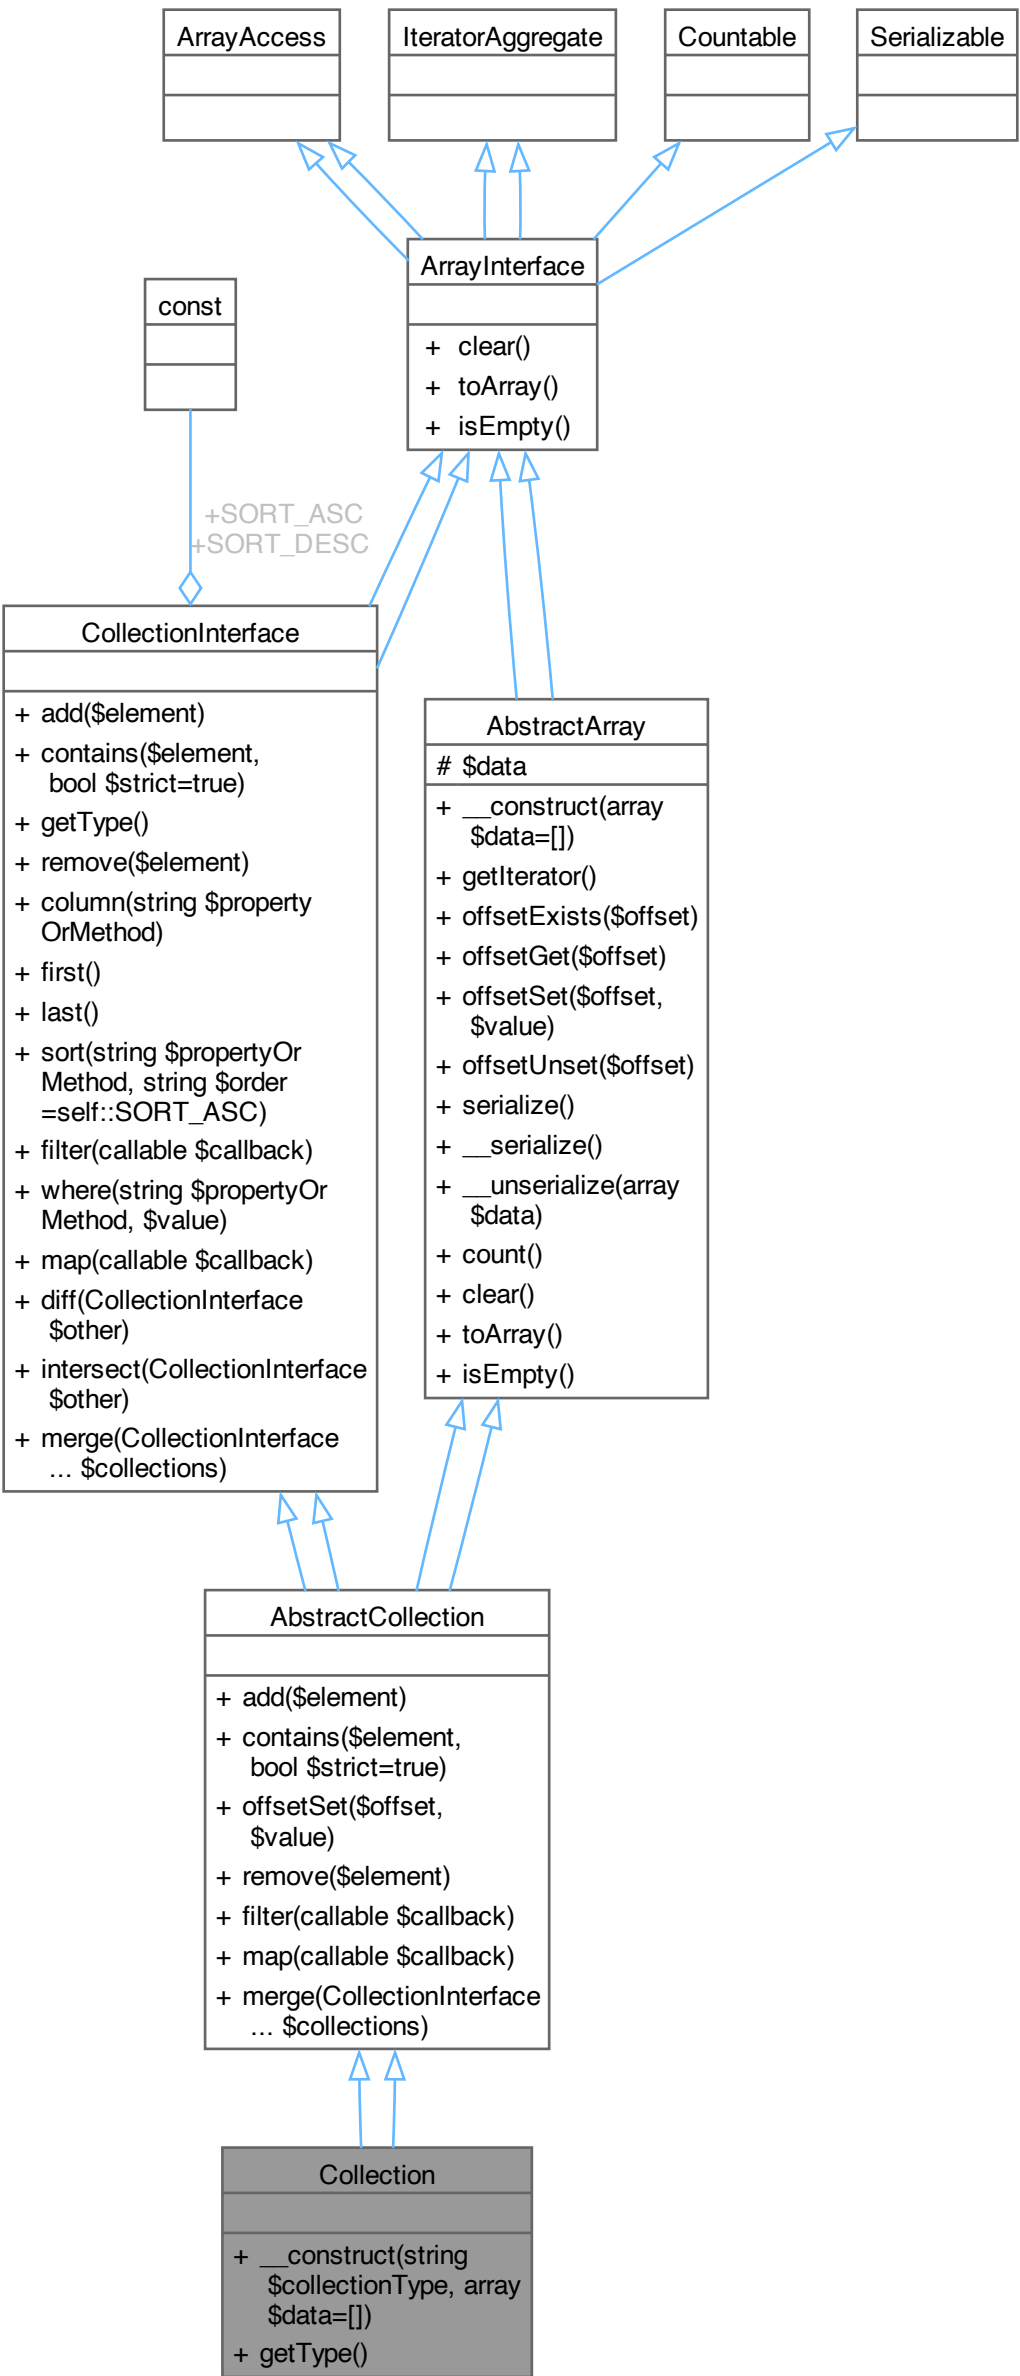 ArrayAccess
IteratorAggregate
Countable
Serializable
ArrayInterface
+ clear()
+ toArray()
+ isEmpty()
const
+SORT_ASC
+SORT_DESC
CollectionInterface
+ add($element)
+ contains($element,
bool $strict=true)
+ getType()
+ remove($element)
+ column(string $property
OrMethod)
+ first()
+ last()
+ sort(string $propertyOr
Method, string $order
=self::SORT_ASC)
+ filter(callable $callback)
+ where(string $propertyOr
Method, $value)
+ map(callable $callback)
+ diff(CollectionInterface
$other)
+ intersect(CollectionInterface
$other)
+ merge(CollectionInterface
... $collections)
AbstractArray
# $data
+ __construct(array
$data=[])
+ getIterator()
+ offsetExists($offset)
+ offsetGet($offset)
+ offsetSet($offset,
$value)
+ offsetUnset($offset)
+ serialize()
+ __serialize()
+ __unserialize(array
$data)
+ count()
+ clear()
+ toArray()
+ isEmpty()
AbstractCollection
+ add($element)
+ contains($element,
bool $strict=true)
+ offsetSet($offset,
$value)
+ remove($element)
+ filter(callable $callback)
+ map(callable $callback)
+ merge(CollectionInterface
... $collections)
Collection
+ __construct(string
$collectionType, array
$data=[])
+ getType()